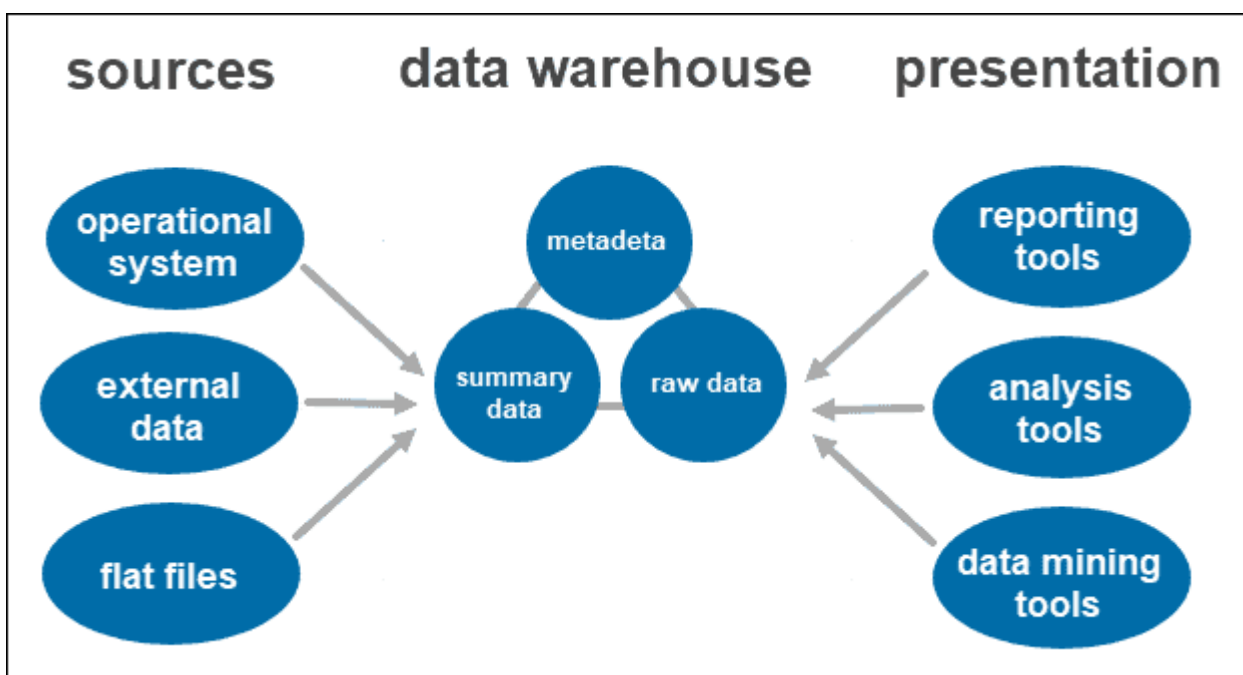 sources
data warehouse
presentation
operational
system
external
data
flat files
metadeta
summary
data
raw data
reporting
tools
analysis
tools
data mining
tools